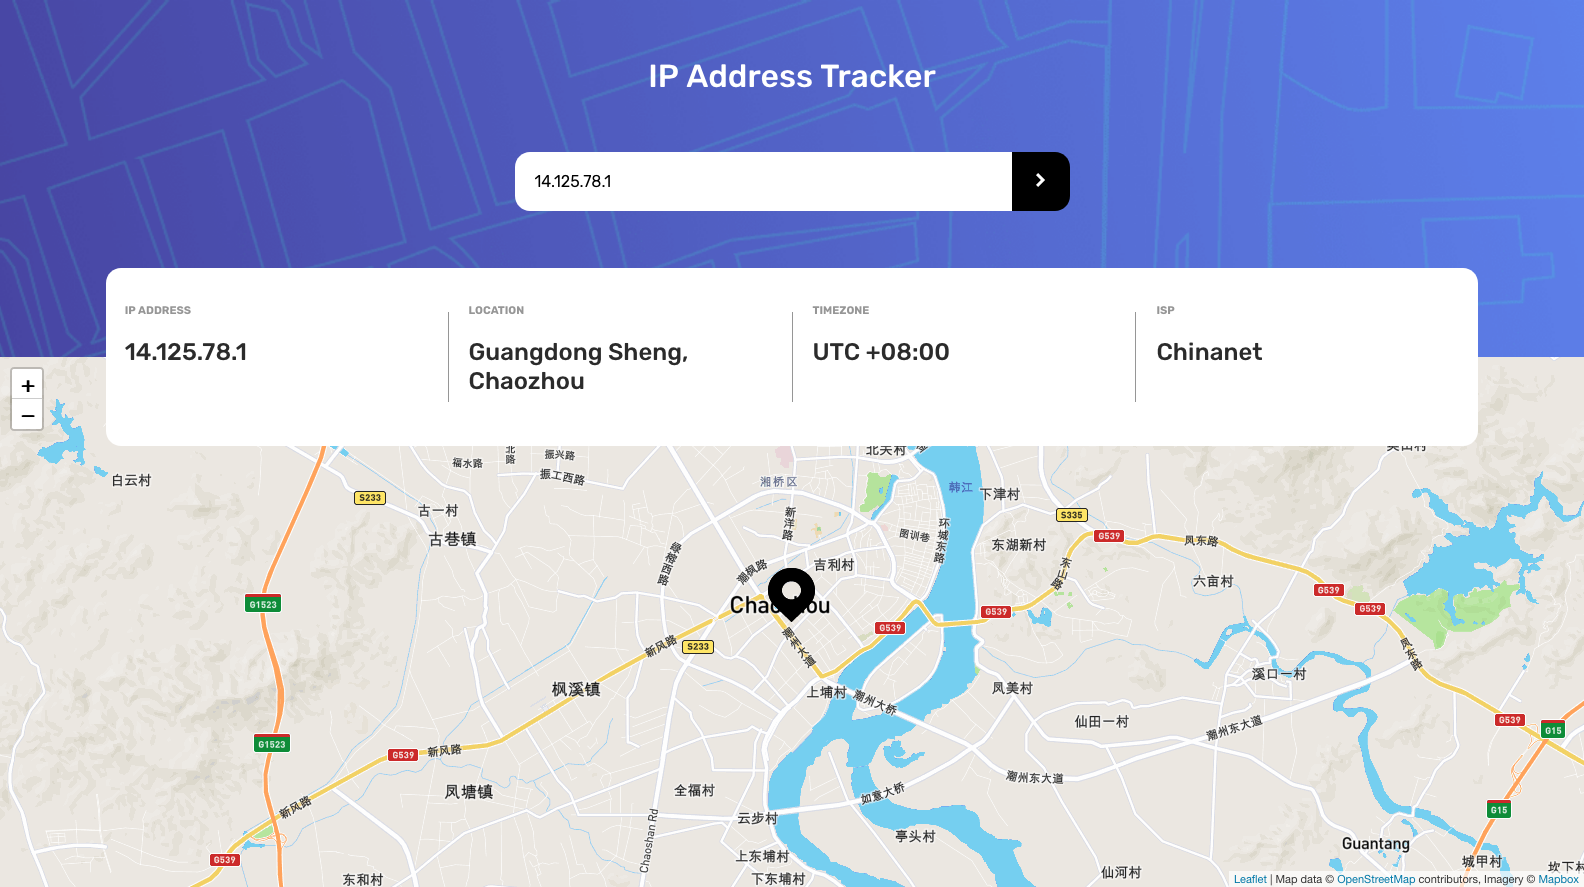 IP Address Tracker
14.125.78.1
IP ADDRESS
14.125.78.1
LOCATION
Guangdong Sheng,
Chaozhou
TIMEZONE
UTC +08:00
ISP
Chinanet
+
−
北关村
白云村
福水路
北路
振兴路
振工西路
湘桥区
韩江
下津村
S233
古一村
古巷镇
新洋路
图训巷
环城东路
S335
G539
东湖新村
凤东路
潮枫路
吉利村
东山路
六亩村
G539
G539
G1523
G539
G539
新风路
S233
潮州大道
凤东路
枫溪镇
上埔村
潮州大桥
凤美村
溪口一村
仙田一村
潮州东大道
G539
G15
G1523
G539
新风路
潮州东大道
凤塘镇
全福村
如意大桥
新风路
云步村
G15
亭头村
Chaoshan Rd
Guantang
G539
上东埔村
城甲村
坎下村
东和村
下东埔村
仙河村
Leaflet | Map data © OpenStreetMap contributors, Imagery © Mapbox